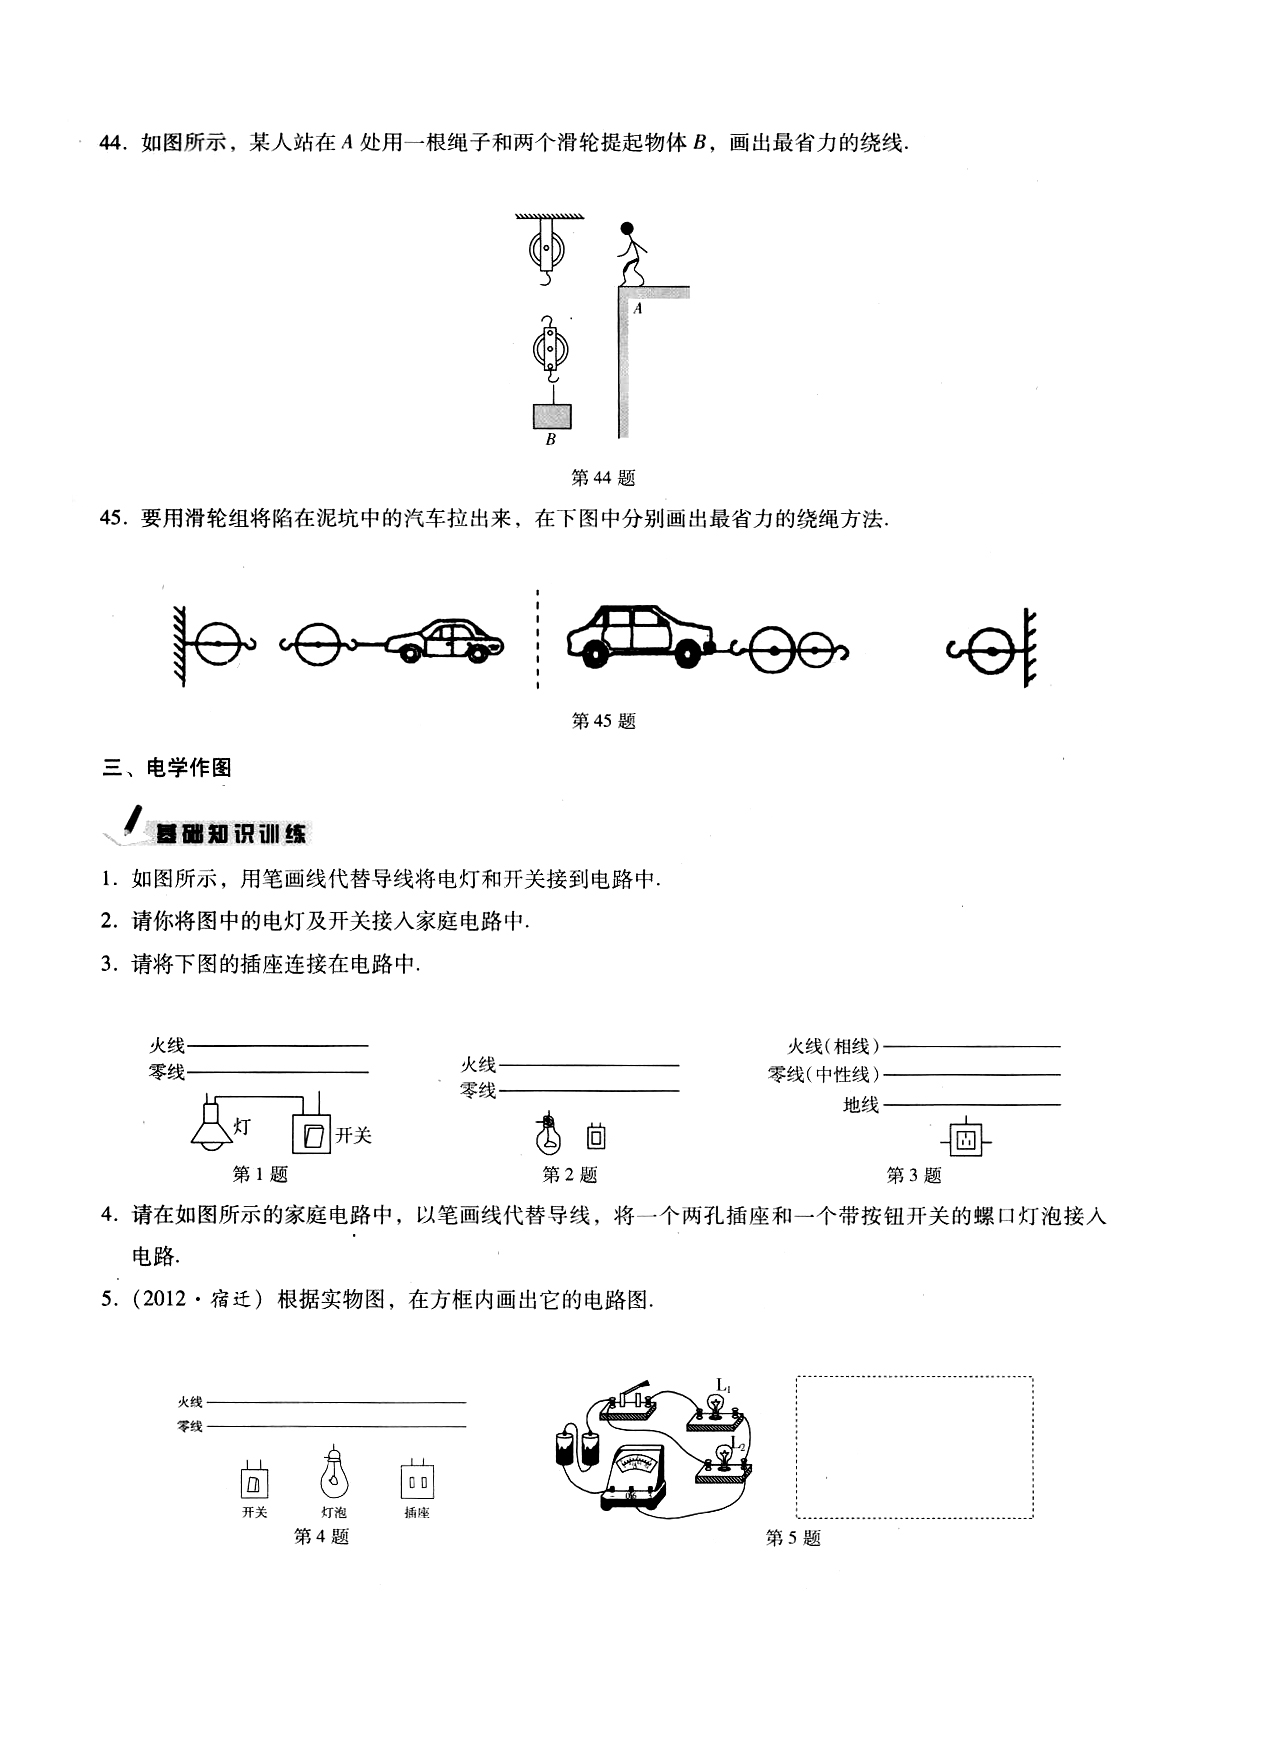 44. 如图所示，某人站在 A 处用一根绳子和两个滑轮提起物体 B，画出最省力的绕线.
A
B
第 44 题
45. 要用滑轮组将陷在泥坑中的汽车拉出来，在下图中分别画出最省力的绕绳方法.
第 45 题
三、电学作图
基础知识训练
1. 如图所示，用笔画线代替导线将电灯和开关接到电路中.
2. 请你将图中的电灯及开关接入家庭电路中.
3. 请将下图的插座连接在电路中.
火线
零线
灯
开关
第 1 题
火线
零线
第 2 题
火线(相线)
零线(中性线)
地线
第 3 题
4. 请在如图所示的家庭电路中，以笔画线代替导线，将一个两孔插座和一个带按钮开关的螺口灯泡接入
电路.
5. (2012·宿迁) 根据实物图，在方框内画出它的电路图.
火线
零线
开关
灯泡
插座
第 4 题
L1
L2
- 0.6 3
第 5 题